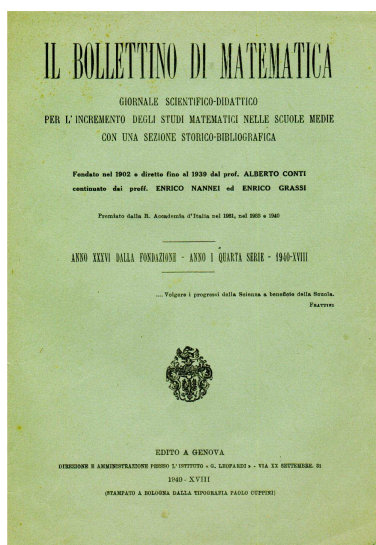 IL BOLLETTINO DI MATEMATICA
GIORNALE SCIENTIFICO-DIDATTICO
PER L'INCREMENTO DEGLI STUDI MATEMATICI NELLE SCUOLE MEDIE
CON UNA SEZIONE STORICO-BIBLIOGRAFICA
Fondato nel 1902 e diretto fino al 1939 dal prof. ALBERTO CONTI
continuato dai proff. ENRICO NANNEI ed ENRICO GRASSI
Premiato dalla R. Accademia d'Italia nel 1931, nel 1933 e 1940
ANNO XXXVI DALLA FONDAZIONE - ANNO I QUARTA SERIE - 1940-XVIII
.... Volgere i progressi della Scienza a benefizio della Scuola.
FRATTINI
EDITO A GENOVA
DIREZIONE E AMMINISTRAZIONE PRESSO L'ISTITUTO « G. LEOPARDI » - VIA XX SETTEMBRE, 31
1940 - XVIII
(STAMPATO A BOLOGNA DALLA TIPOGRAFIA PAOLO CUPPINI)